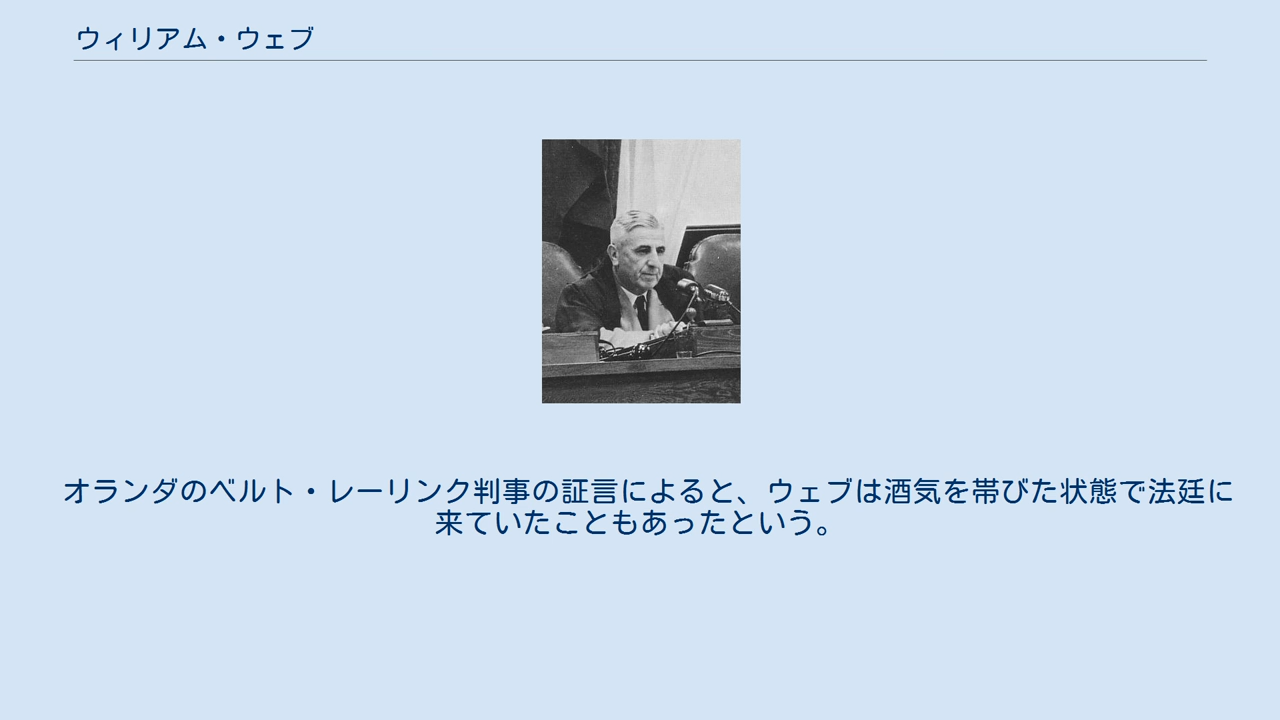 ウィリアム・ウェブ
オランダのベルト・レーリンク判事の証言によると、ウェブは酒気を帯びた状態で法廷に
来ていたこともあったという。